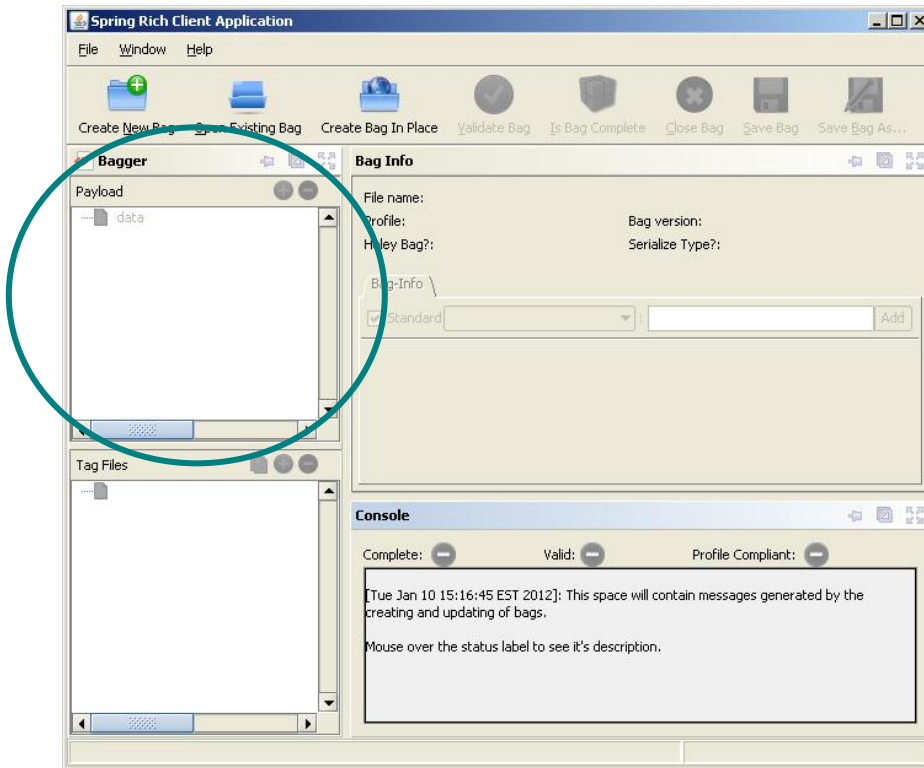 Spring Rich Client Application
File Window Help
Create New Bag Open Existing Bag Create Bag In Place Validate Bag Is Bag Complete Close Bag Save Bag Save Bag As...
Bagger
Payload
data
Tag Files
Bag Info
File name:
Profile: Bag version:
Holey Bag?: Serialize Type?:
Bag-Info
Standard : Add
Console
Complete: Valid: Profile Compliant:
[Tue Jan 10 15:16:45 EST 2012]: This space will contain messages generated by the
creating and updating of bags.
Mouse over the status label to see it's description.